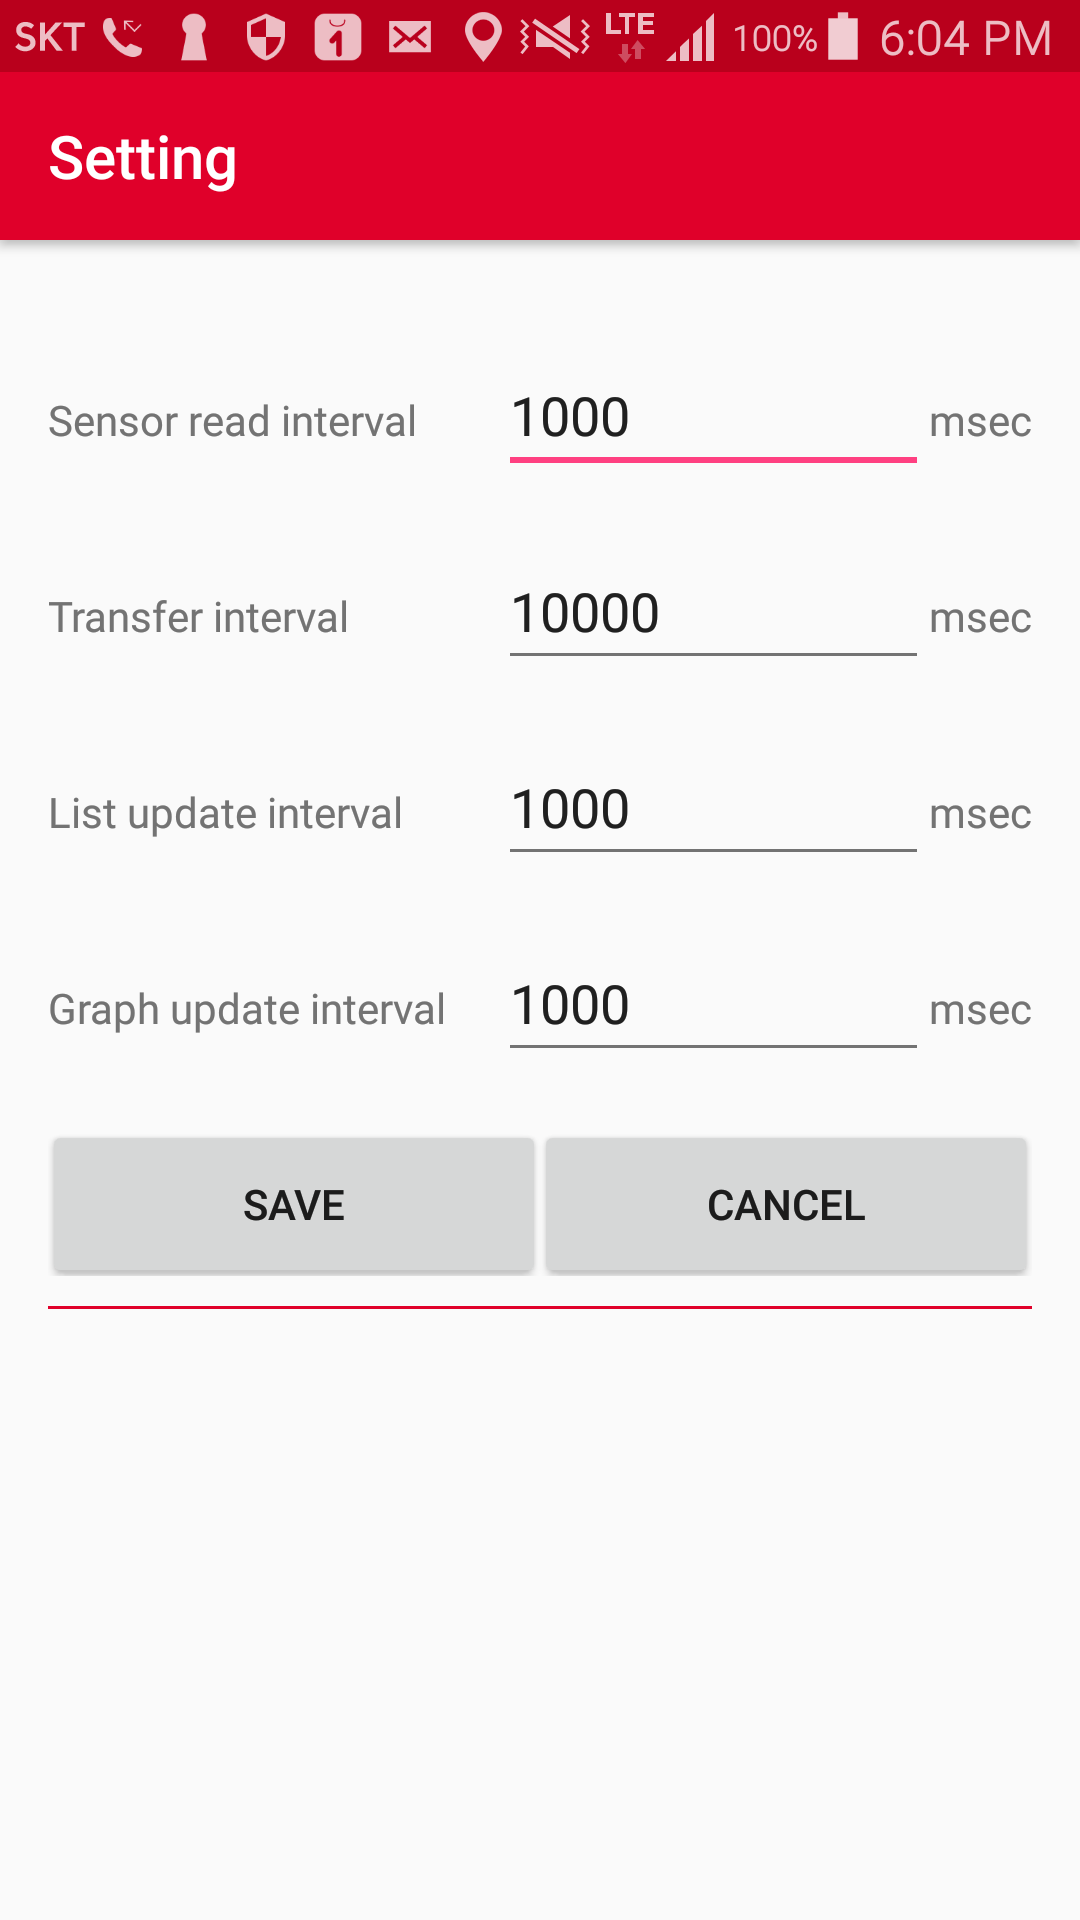 SKT 1 LTE 100% 6:04 PM
Setting
Sensor read interval 1000 msec
Transfer interval 10000 msec
List update interval 1000 msec
Graph update interval 1000 msec
SAVE CANCEL